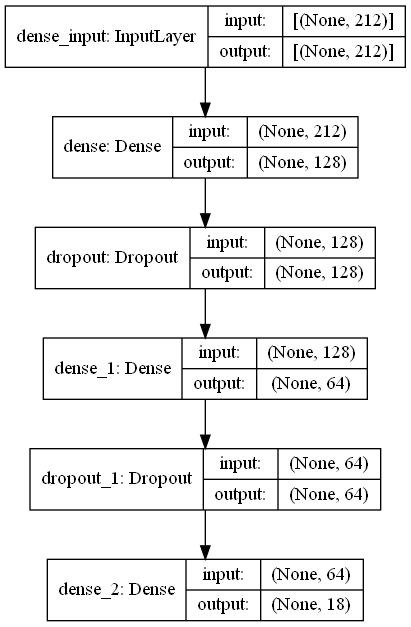 dense_input: InputLayer
input: [(None, 212)]
output: [(None, 212)]
dense: Dense
input: (None, 212)
output: (None, 128)
dropout: Dropout
input: (None, 128)
output: (None, 128)
dense_1: Dense
input: (None, 128)
output: (None, 64)
dropout_1: Dropout
input: (None, 64)
output: (None, 64)
dense_2: Dense
input: (None, 64)
output: (None, 18)